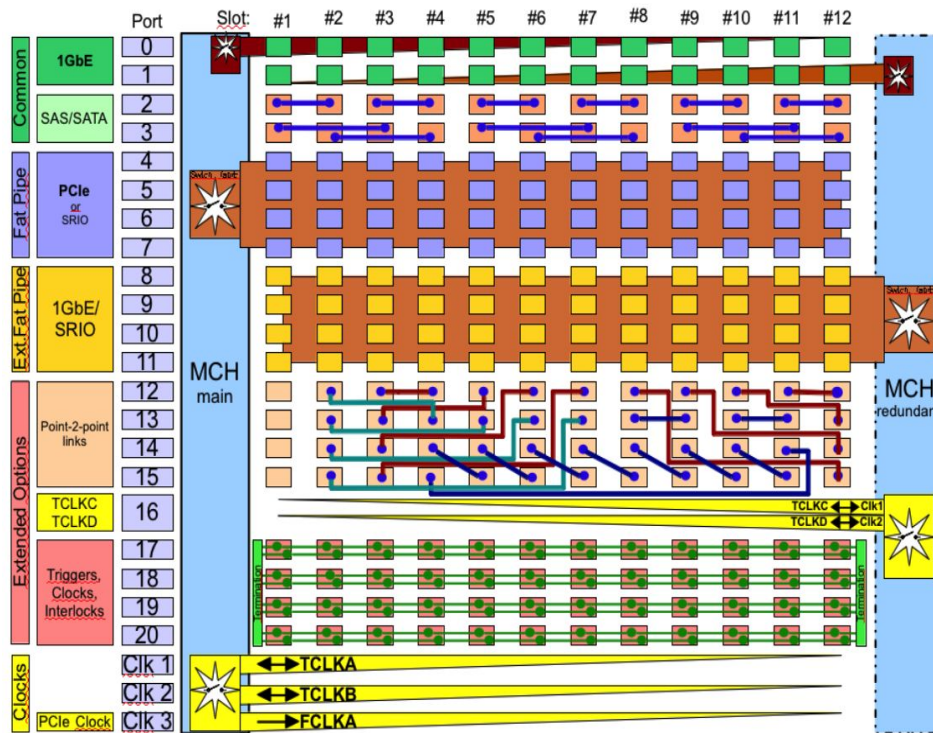 Port Slot: #1 #2 #3 #4 #5 #6 #7 #8 #9 #10 #11 #12
Common
1GbE
0
1
SAS/SATA
2
3
Fat Pipe
PCIe
or
SRIO
4
5
6
7
Switch, fabric
Ext.Fat Pipe
1GbE/
SRIO
8
9
10
11
Switch, fabric
MCH
main
MCH
redundant
Extended Options
Point-2-point
links
12
13
14
15
TCLKC
TCLKD
16
TCLKC Clk1
TCLKD Clk2
Triggers,
Clocks,
Interlocks
17
18
19
20
Termination
Termination
Clocks
Clk 1
TCLKA
Clk 2
TCLKB
PCIe Clock
Clk 3
FCLKA